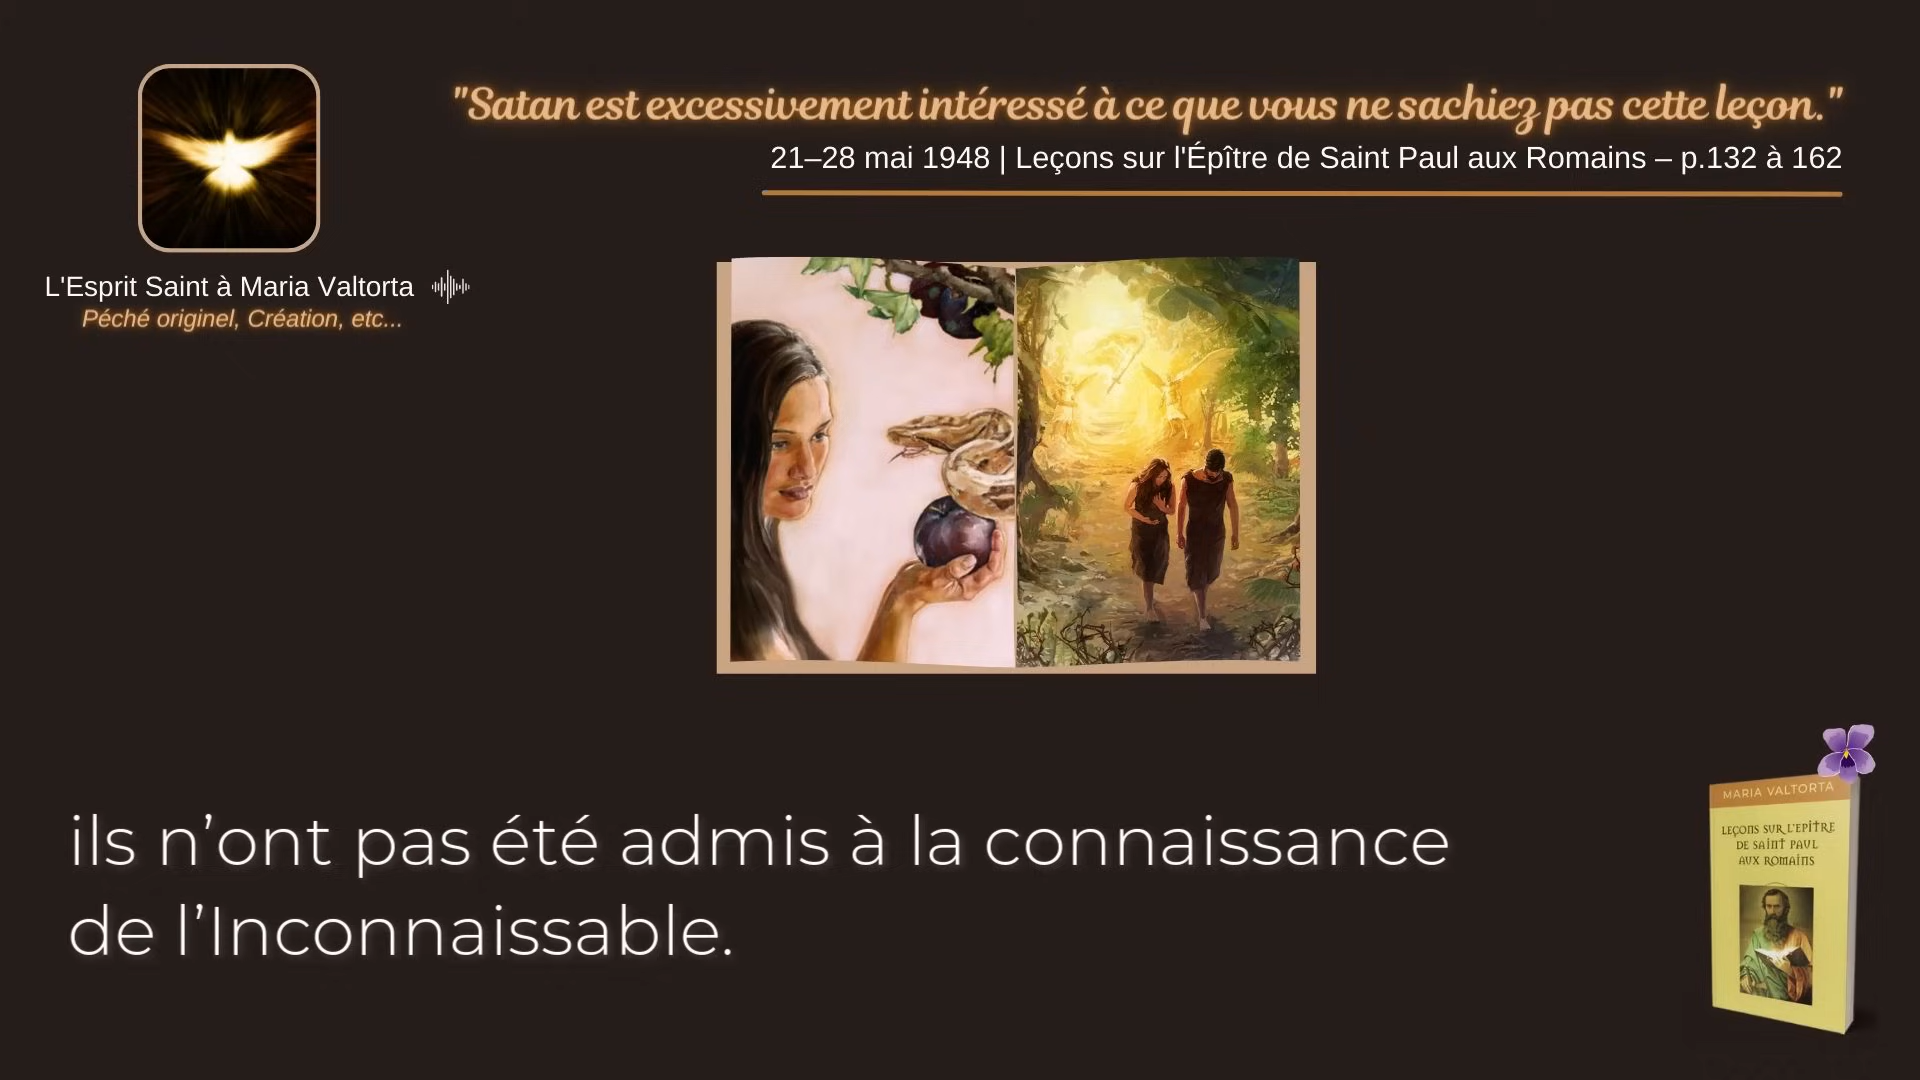 "Satan est excessivement intéressé à ce que vous ne sachiez pas cette leçon."
21–28 mai 1948 | Leçons sur l'Épître de Saint Paul aux Romains – p.132 à 162
L'Esprit Saint à Maria Valtorta
Péché originel, Création, etc...
ils n’ont pas été admis à la connaissance
de l’Inconnaissable.
MARIA VALTORTA
LEÇONS SUR L'EPÎTRE
DE SAINT PAUL
AUX ROMAINS